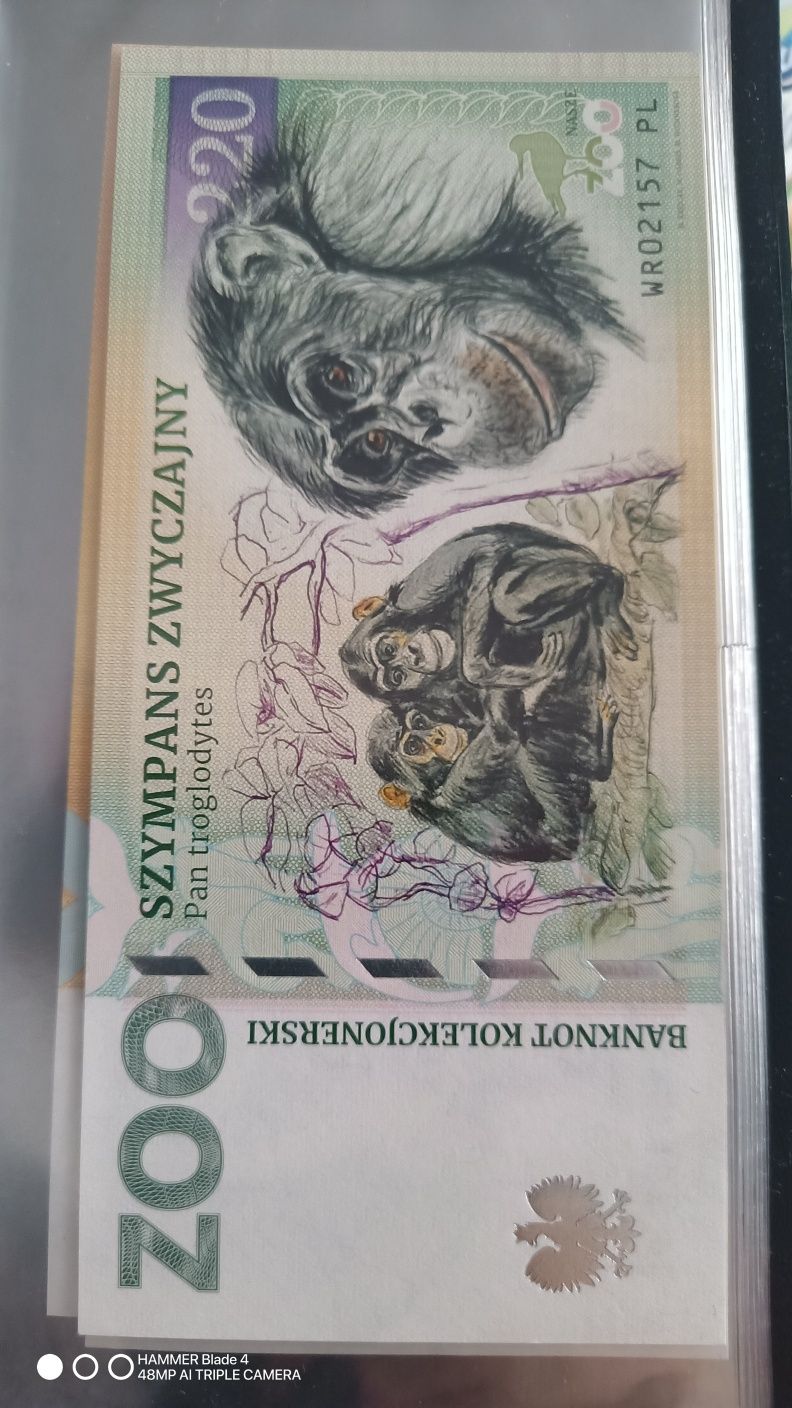 ZOO
SZYMPANS ZWYCZAJNY
Pan troglodytes
220
BANKNOT KOLEKCJONERSKI
NASZE
ZOO
WR02157 PL
HAMMER Blade 4
48MP AI TRIPLE CAMERA